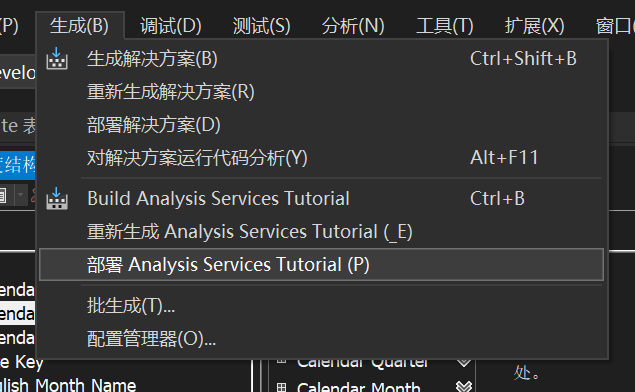 (P) 生成(B) 调试(D) 测试(S) 分析(N) 工具(T) 扩展(X) 窗口(
生成解决方案(B) Ctrl+Shift+B
重新生成解决方案(R)
部署解决方案(D)
对解决方案运行代码分析(Y) Alt+F11
Build Analysis Services Tutorial Ctrl+B
重新生成 Analysis Services Tutorial (_E)
部署 Analysis Services Tutorial (P)
批生成(T)...
配置管理器(O)...
evelo
te 表
度结构
enda
enda
enda
e Key
glish Month Name
Calendar Quarter
Calendar Month
处。